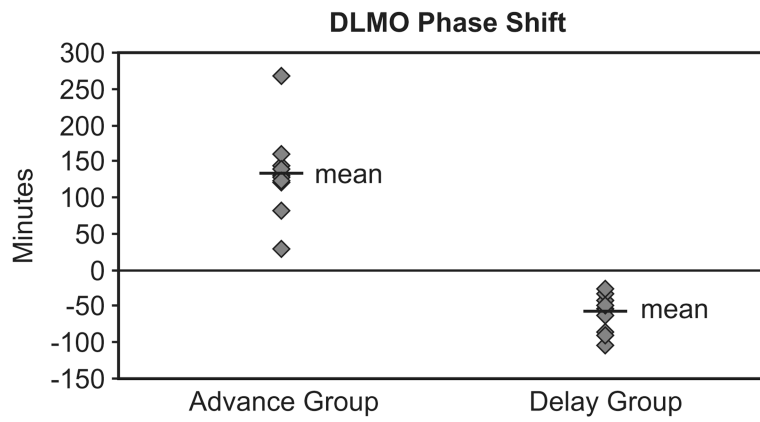 DLMO Phase Shift
300
250
200
150
100
50
0
-50
-100
-150
Minutes
mean
mean
Advance Group
Delay Group